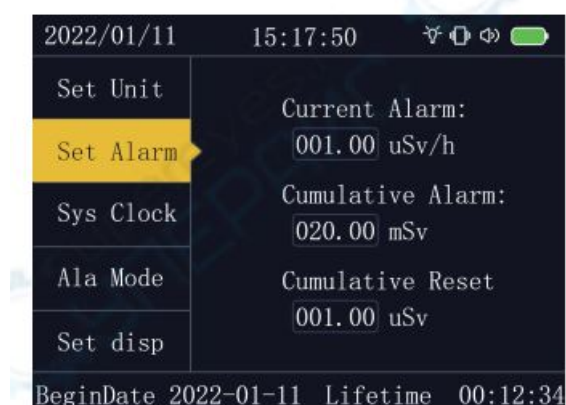 2022/01/11 15:17:50
Set Unit
Set Alarm
Sys Clock
Ala Mode
Set disp
Current Alarm:
001.00 uSv/h
Cumulative Alarm:
020.00 mSv
Cumulative Reset
001.00 uSv
BeginDate 2022-01-11 Lifetime 00:12:34